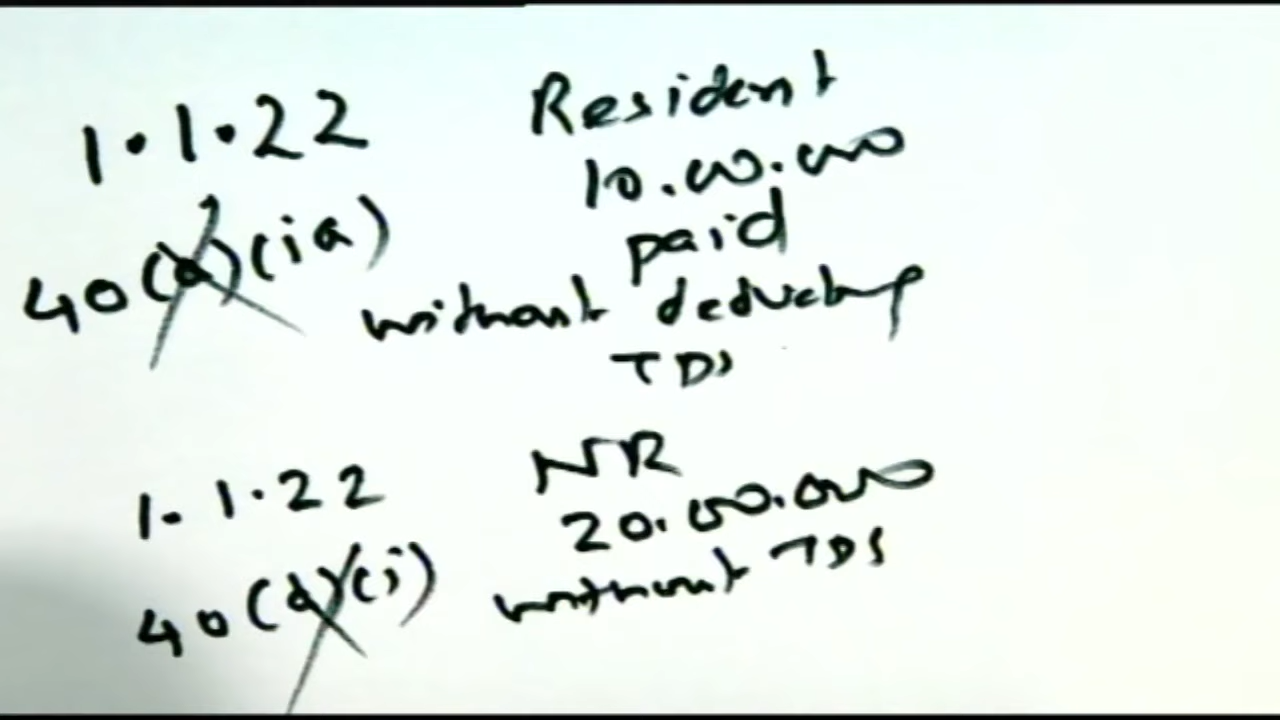 1.1.22 Resident
10.00.000
40(a)(ia) paid
without deducting
TDS
1.1.22 NR
20.00.000
40(a)(i) without TDS